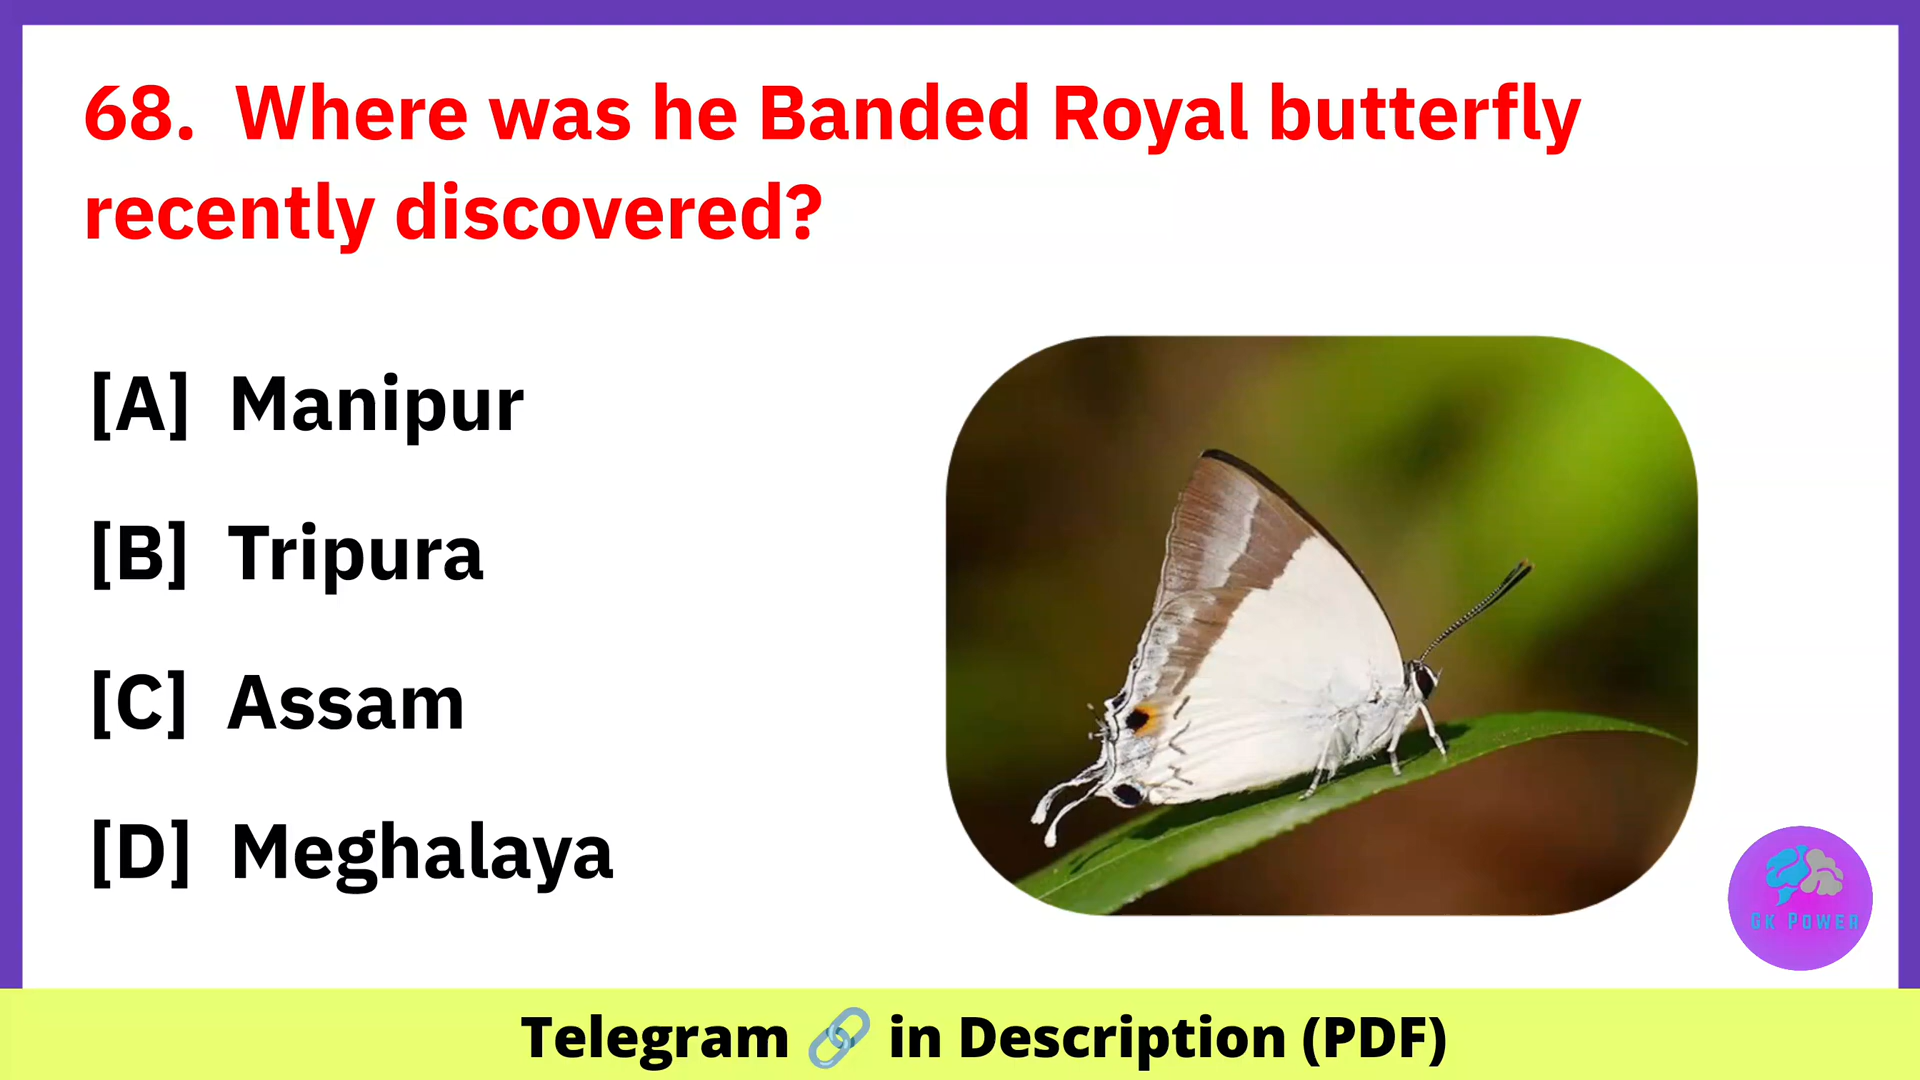 68. Where was he Banded Royal butterfly
recently discovered?
[A] Manipur
[B] Tripura
[C] Assam
[D] Meghalaya
GK POWER
Telegram 🔗 in Description (PDF)